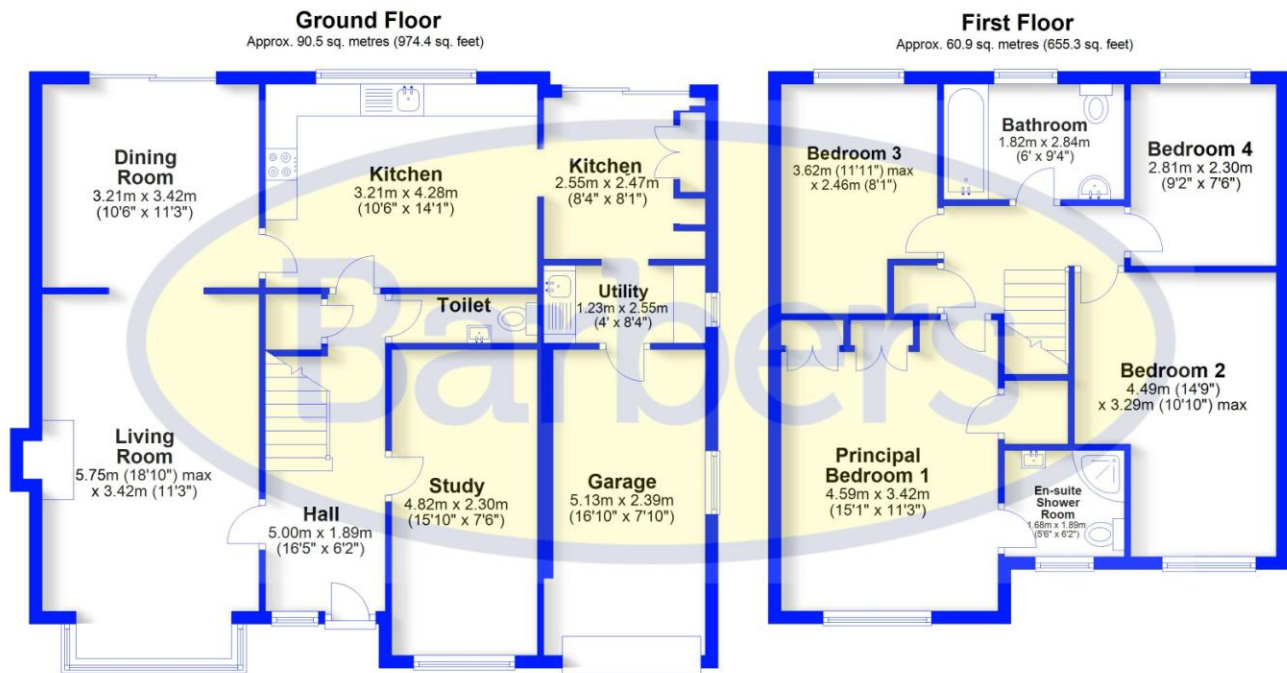 Ground Floor
Approx. 90.5 sq. metres (974.4 sq. feet)
Dining
Room
3.21m x 3.42m
(10'6" x 11'3")
Kitchen
3.21m x 4.28m
(10'6" x 14'1")
Kitchen
2.55m x 2.47m
(8'4" x 8'1")
Utility
1.23m x 2.55m
(4' x 8'4")
Toilet
Living
Room
5.75m (18'10") max
x 3.42m (11'3")
Hall
5.00m x 1.89m
(16'5" x 6'2")
Study
4.82m x 2.30m
(15'10" x 7'6")
Garage
5.13m x 2.39m
(16'10" x 7'10")
First Floor
Approx. 60.9 sq. metres (655.3 sq. feet)
Bedroom 3
3.62m (11'11") max
x 2.46m (8'1")
Bathroom
1.82m x 2.84m
(6' x 9'4")
Bedroom 4
2.81m x 2.30m
(9'2" x 7'6")
Bedroom 2
4.49m (14'9")
x 3.29m (10'10") max
Principal
Bedroom 1
4.59m x 3.42m
(15'1" x 11'3")
En-suite
Shower
Room
1.68m x 1.89m
(5'6" x 6'2")
Barbers